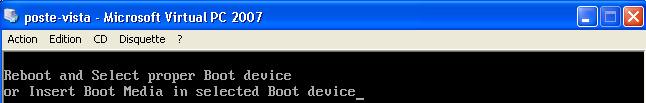 poste-vista - Microsoft Virtual PC 2007
Action Edition CD Disquette ?
Reboot and Select proper Boot device
or Insert Boot Media in selected Boot device_